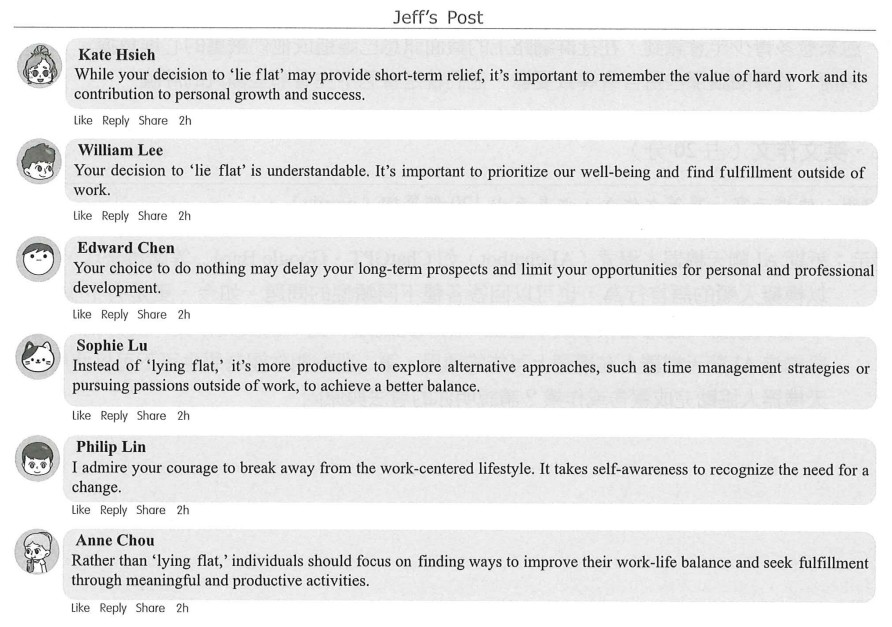 Jeff's Post
Kate Hsieh
While your decision to 'lie flat' may provide short-term relief, it's important to remember the value of hard work and its
contribution to personal growth and success.
Like Reply Share 2h
William Lee
Your decision to 'lie flat' is understandable. It's important to prioritize our well-being and find fulfillment outside of
work.
Like Reply Share 2h
Edward Chen
Your choice to do nothing may delay your long-term prospects and limit your opportunities for personal and professional
development.
Like Reply Share 2h
Sophie Lu
Instead of 'lying flat,' it's more productive to explore alternative approaches, such as time management strategies or
pursuing passions outside of work, to achieve a better balance.
Like Reply Share 2h
Philip Lin
I admire your courage to break away from the work-centered lifestyle. It takes self-awareness to recognize the need for a
change.
Like Reply Share 2h
Anne Chou
Rather than 'lying flat,' individuals should focus on finding ways to improve their work-life balance and seek fulfillment
through meaningful and productive activities.
Like Reply Share 2h